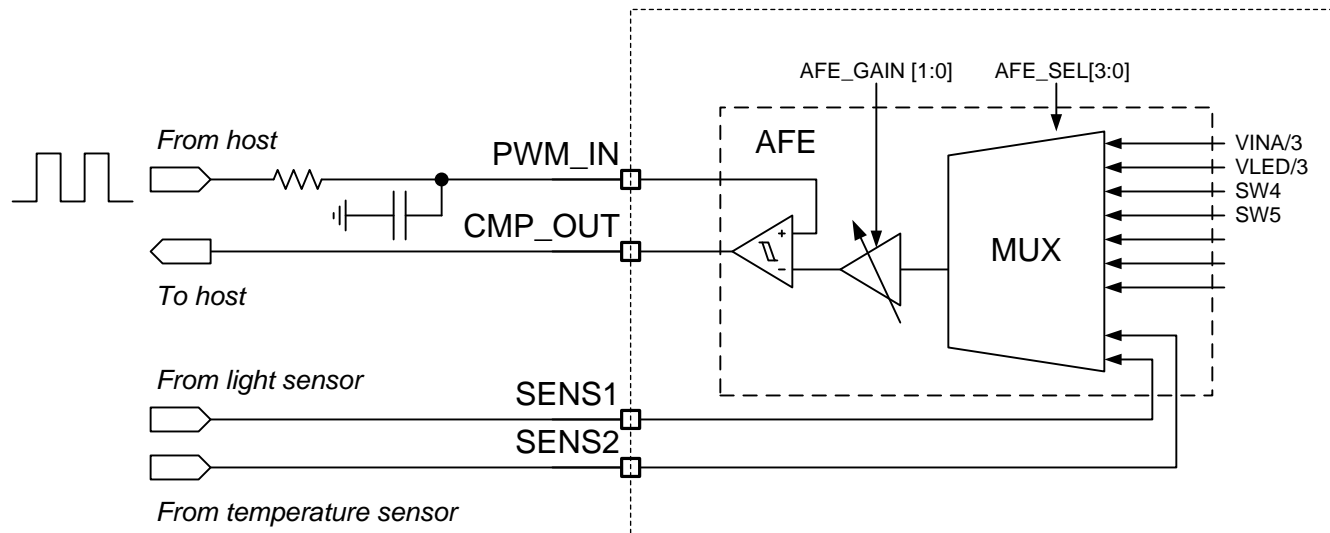 AFE_GAIN [1:0]
AFE_SEL[3:0]
From host
PWM_IN
AFE
VINA/3
VLED/3
SW4
SW5
+
CMP_OUT
MUX
-
To host
From light sensor
SENS1
SENS2
From temperature sensor